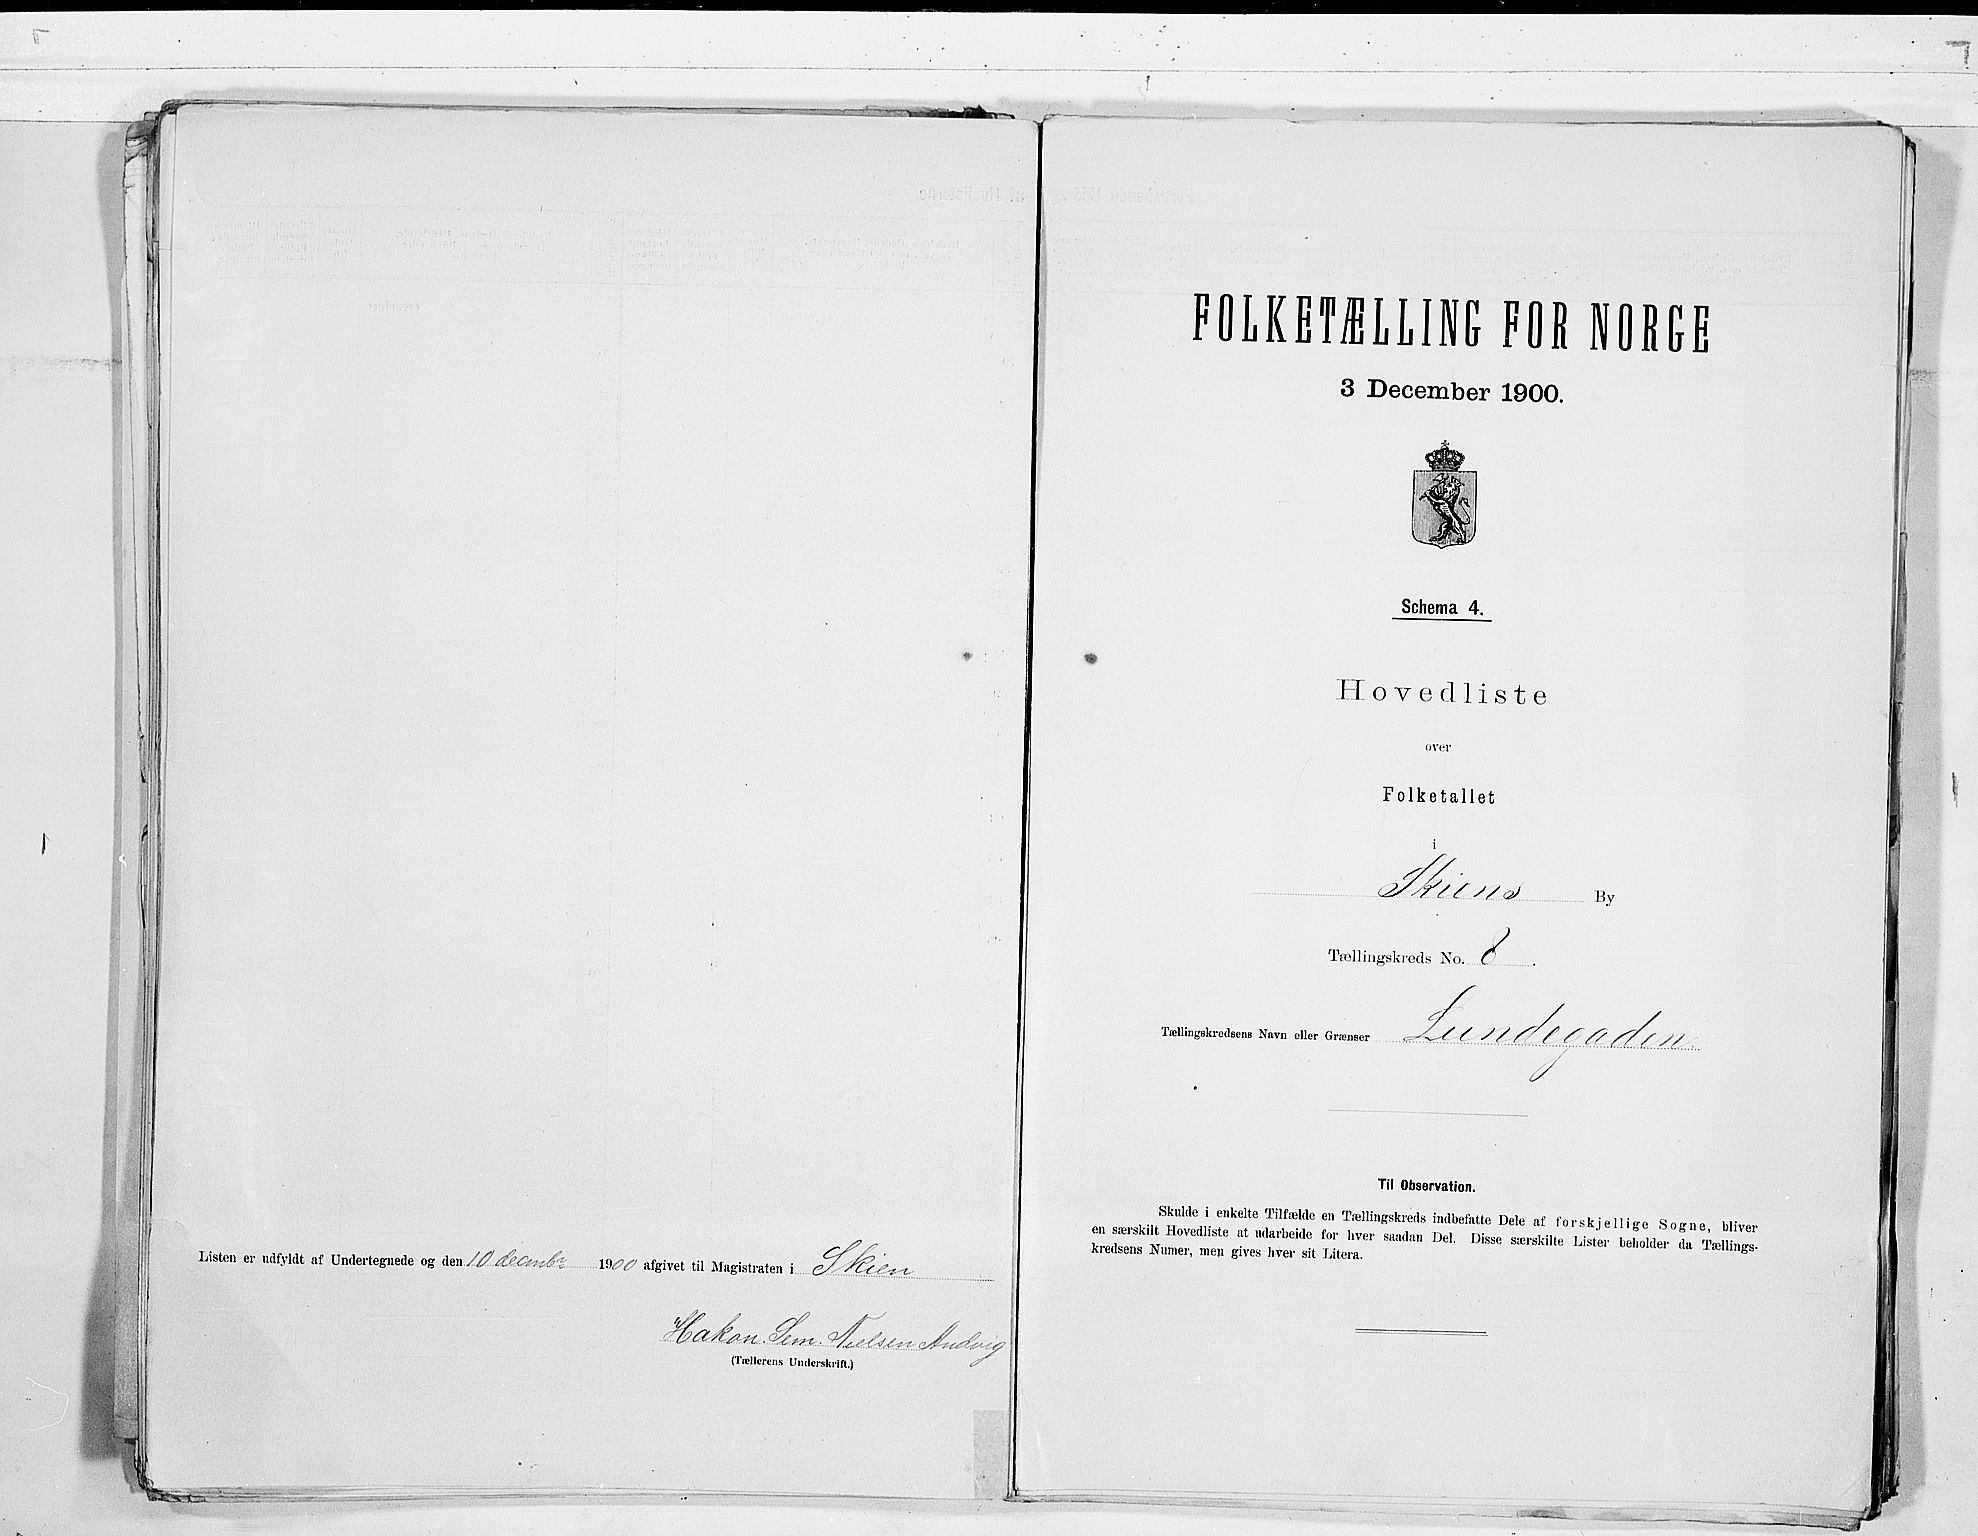 Listen er udfyldt af Undertegnede og den 10 decmbr 1900 afgivet til Magistraten i Skien
Hakon. Sem. Nielsen Andvig
(Tællerens Underskrift.)
FOLKETÆLLING FOR NORGE
3 December 1900.
Schema 4.
Hovedliste
over
Folketallet
i
Skiens By
Tællingskreds No. 8.
Tællingskredsens Navn eller Grænser Lundegaden.
Til Observation.
Skulde i enkelte Tilfælde en Tællingskreds indbefatte Dele af forskjellige Sogne, bliver
en særskilt Hovedliste at udarbeide for hver saadan Del. Disse særskilte Lister beholder da Tællings-
kredsens Numer, men gives hver sit Litera.